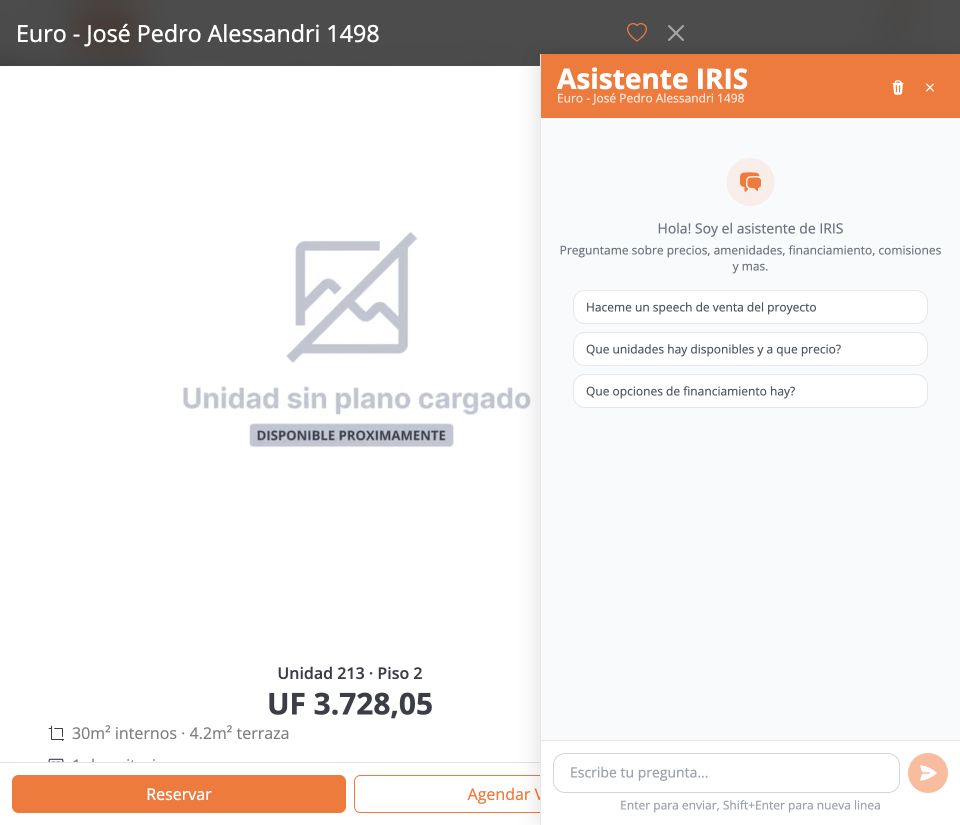 Euro - José Pedro Alessandri 1498
Asistente IRIS
Euro - José Pedro Alessandri 1498
Hola! Soy el asistente de IRIS
Preguntame sobre precios, amenidades, financiamiento, comisiones
y mas.
Haceme un speech de venta del proyecto
Que unidades hay disponibles y a que precio?
Que opciones de financiamiento hay?
Unidad sin plano cargado
DISPONIBLE PROXIMAMENTE
Unidad 213 · Piso 2
UF 3.728,05
30m² internos · 4.2m² terraza
Reservar
Agendar
Escribe tu pregunta...
Enter para enviar, Shift+Enter para nueva linea